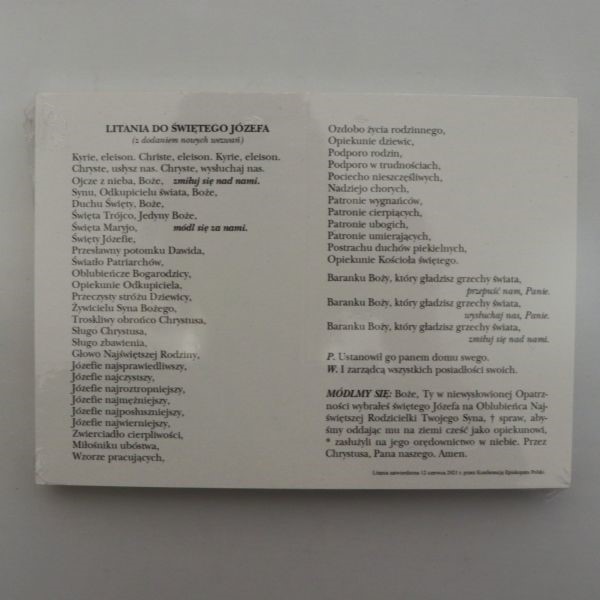 LITANIA DO ŚWIĘTEGO JÓZEFA
(z dodaniem nowych wezwań)
Kyrie, eleison. Christe, eleison. Kyrie, eleison.
Chryste, usłysz nas. Chryste, wysłuchaj nas.
Ojcze z nieba, Boże, zmiłuj się nad nami.
Synu, Odkupicielu świata, Boże,
Duchu Święty, Boże,
Święta Trójco, Jedyny Boże,
Święta Maryjo, módl się za nami.
Święty Józefie,
Przesławny potomku Dawida,
Światło Patriarchów,
Oblubieńcze Bogarodzicy,
Opiekunie Odkupiciela,
Przeczysty stróżu Dziewicy,
Żywicielu Syna Bożego,
Troskliwy obrońco Chrystusa,
Sługo Chrystusa,
Sługo zbawienia,
Głowo Najświętszej Rodziny,
Józefie najsprawiedliwszy,
Józefie najczystszy,
Józefie najroztropniejszy,
Józefie najmężniejszy,
Józefie najposłuszniejszy,
Józefie najwierniejszy,
Zwierciadło cierpliwości,
Miłośniku ubóstwa,
Wzorze pracujących,
Ozdobo życia rodzinnego,
Opiekunie dziewic,
Podporo rodzin,
Podporo w trudnościach,
Pociecho nieszczęśliwych,
Nadziejo chorych,
Patronie wygnańców,
Patronie cierpiących,
Patronie ubogich,
Patronie umierających,
Postrachu duchów piekielnych,
Opiekunie Kościoła świętego.
Baranku Boży, który gładzisz grzechy świata,
przepuść nam, Panie.
Baranku Boży, który gładzisz grzechy świata,
wysłuchaj nas, Panie.
Baranku Boży, który gładzisz grzechy świata,
zmiłuj się nad nami.
P. Ustanowił go panem domu swego.
W. I zarządcą wszystkich posiadłości swoich.
MÓDLMY SIĘ: Boże, Ty w niewysłowionej Opatrz-
ności wybrałeś świętego Józefa na Oblubieńca Naj-
świętszej Rodzicielki Twojego Syna, † spraw, aby-
śmy oddając mu na ziemi cześć jako opiekunowi,
* zasłużyli na jego orędownictwo w niebie. Przez
Chrystusa, Pana naszego. Amen.
Litania zatwierdzona 12 czerwca 2021 r. przez Konferencję Episkopatu Polski.